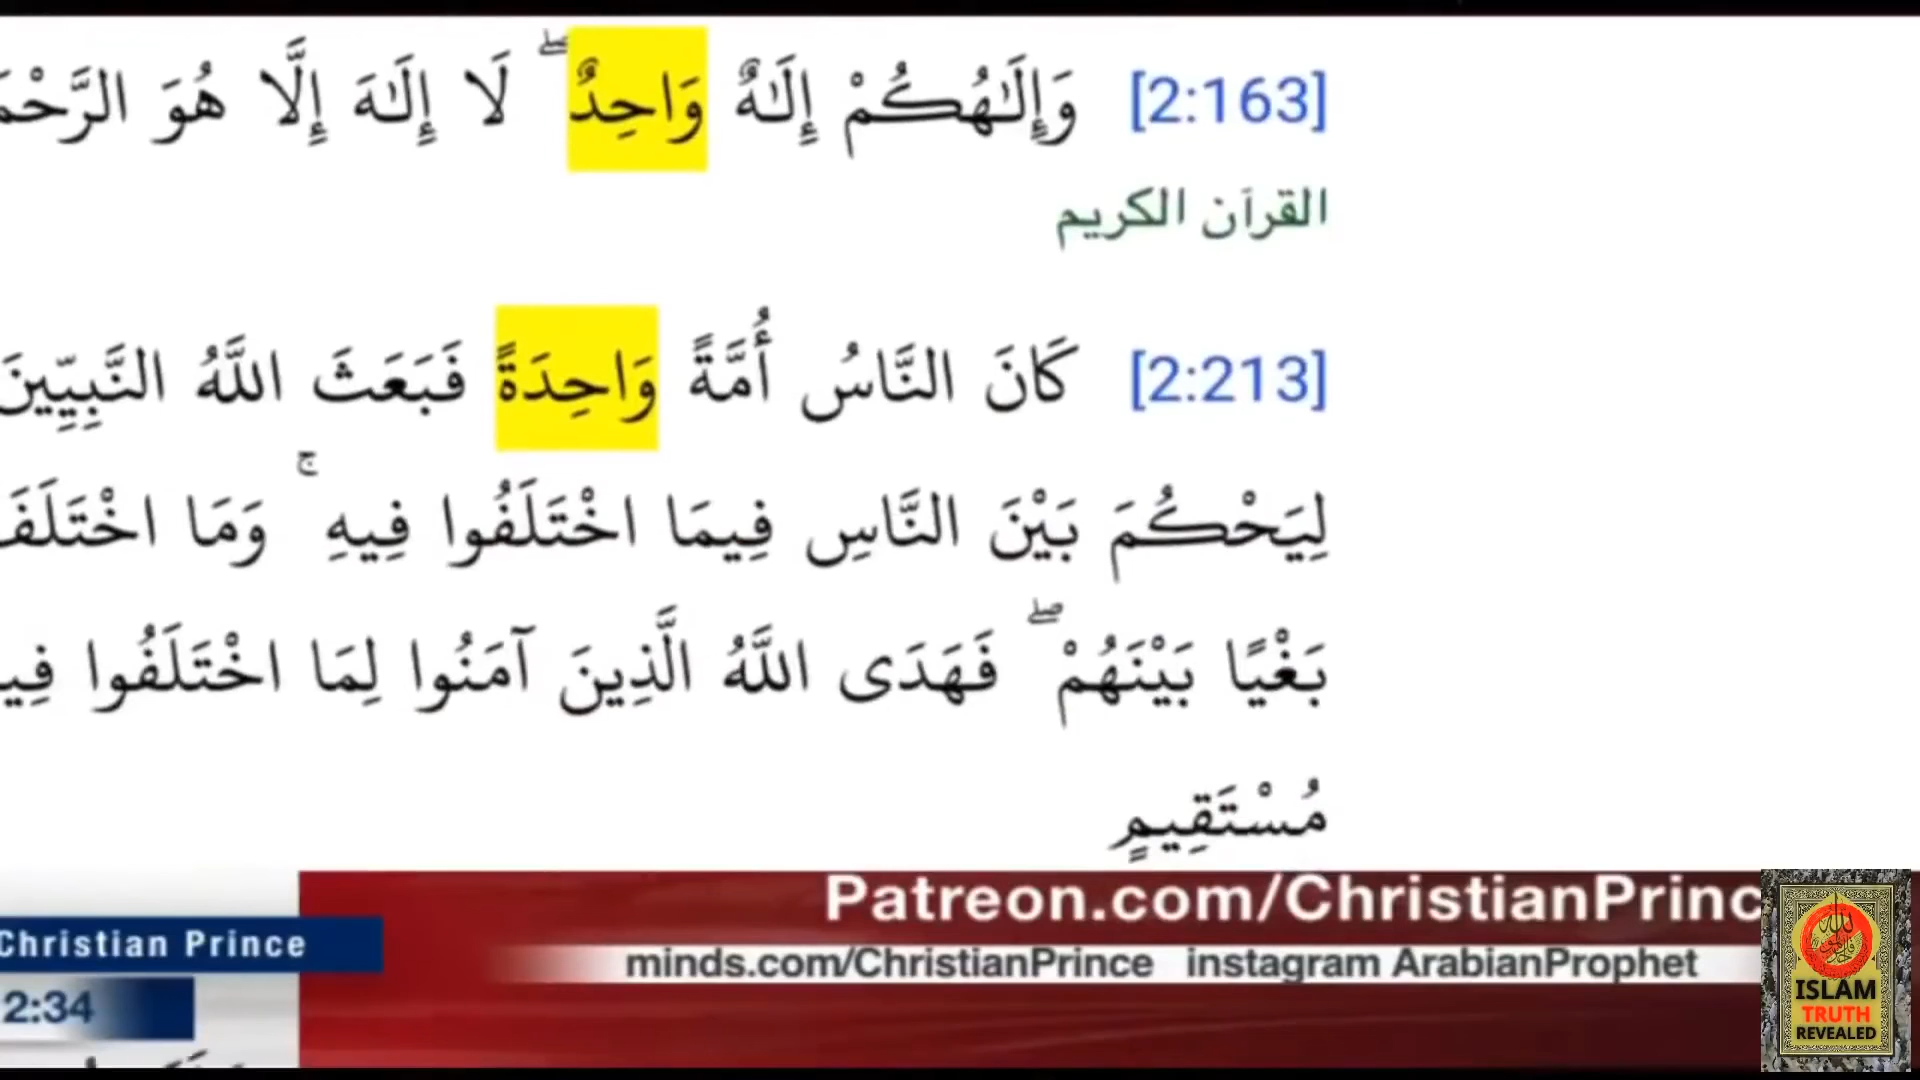 [2:163] وَإِلَٰهُكُمْ إِلَٰهٌ وَاحِدٌ ۖ لَا إِلَٰهَ إِلَّا هُوَ
القرآن الكريم
[2:213] كَانَ النَّاسُ أُمَّةً وَاحِدَةً فَبَعَثَ اللَّهُ النَّبِيِّينَ
لِيَحْكُمَ بَيْنَ النَّاسِ فِيمَا اخْتَلَفُوا فِيهِ ۚ وَمَا
بَغْيًا بَيْنَهُمْ ۖ فَهَدَى اللَّهُ الَّذِينَ آمَنُوا لِمَا اخْتَلَفُوا
مُسْتَقِيمٍ
Patreon.com/ChristianPrinc
Christian Prince
minds.com/ChristianPrince instagram ArabianProphet
2:34
ISLAM
TRUTH
REVEALED